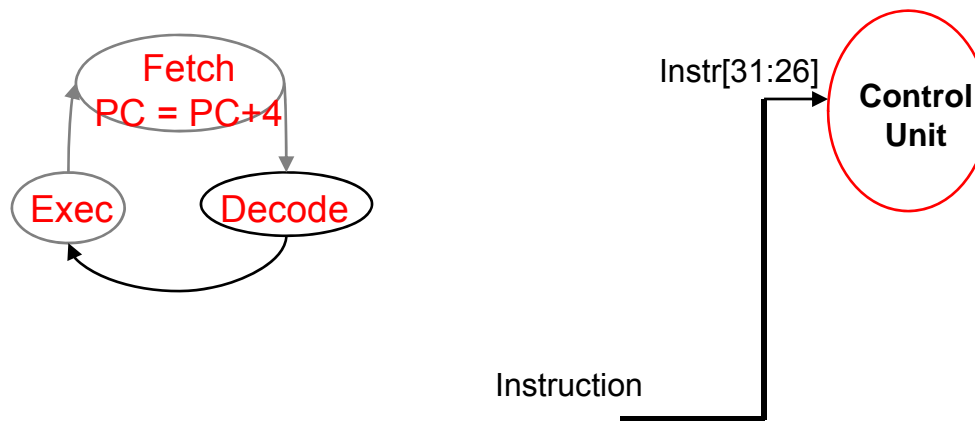 Fetch
PC = PC+4
Exec
Decode
Instr[31:26]
Control
Unit
Instruction